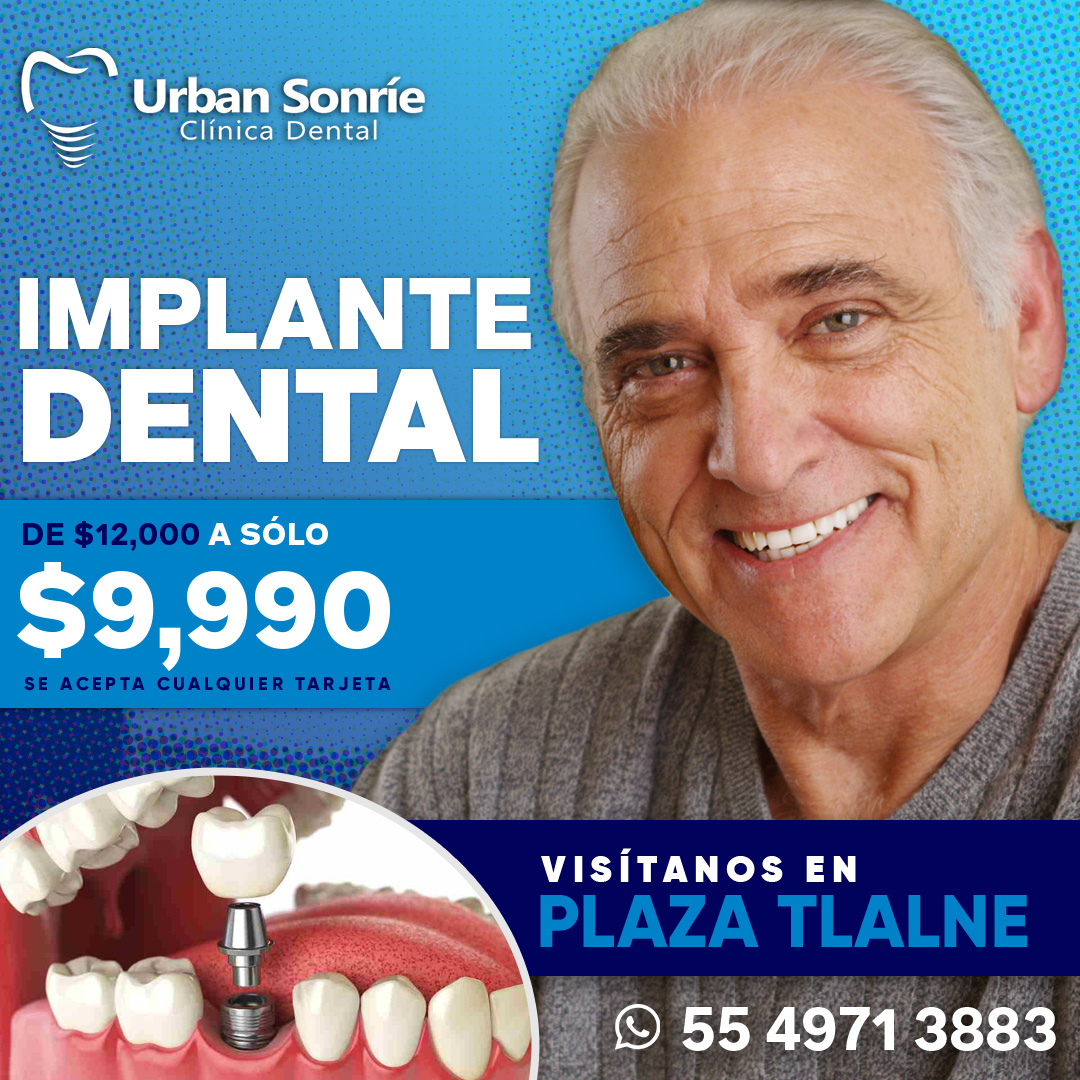 Urban Sonríe
Clínica Dental
IMPLANTE
DENTAL
DE $12,000 A SÓLO
$9,990
SE ACEPTA CUALQUIER TARJETA
VISÍTANOS EN
PLAZA TLALNE
55 4971 3883